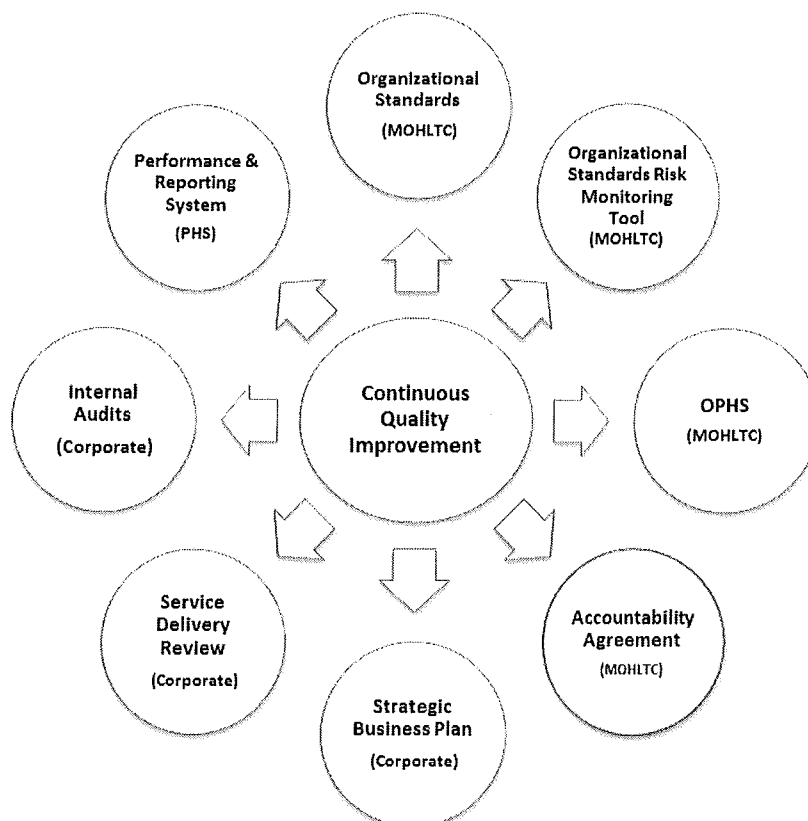 Organizational
Standards
(MOHLTC)
Organizational
Standards Risk
Monitoring
Tool
(MOHLTC)
OPHS
(MOHLTC)
Accountability
Agreement
(MOHLTC)
Strategic
Business Plan
(Corporate)
Service
Delivery
Review
(Corporate)
Internal
Audits
(Corporate)
Performance &
Reporting
System
(PHS)
Continuous
Quality
Improvement